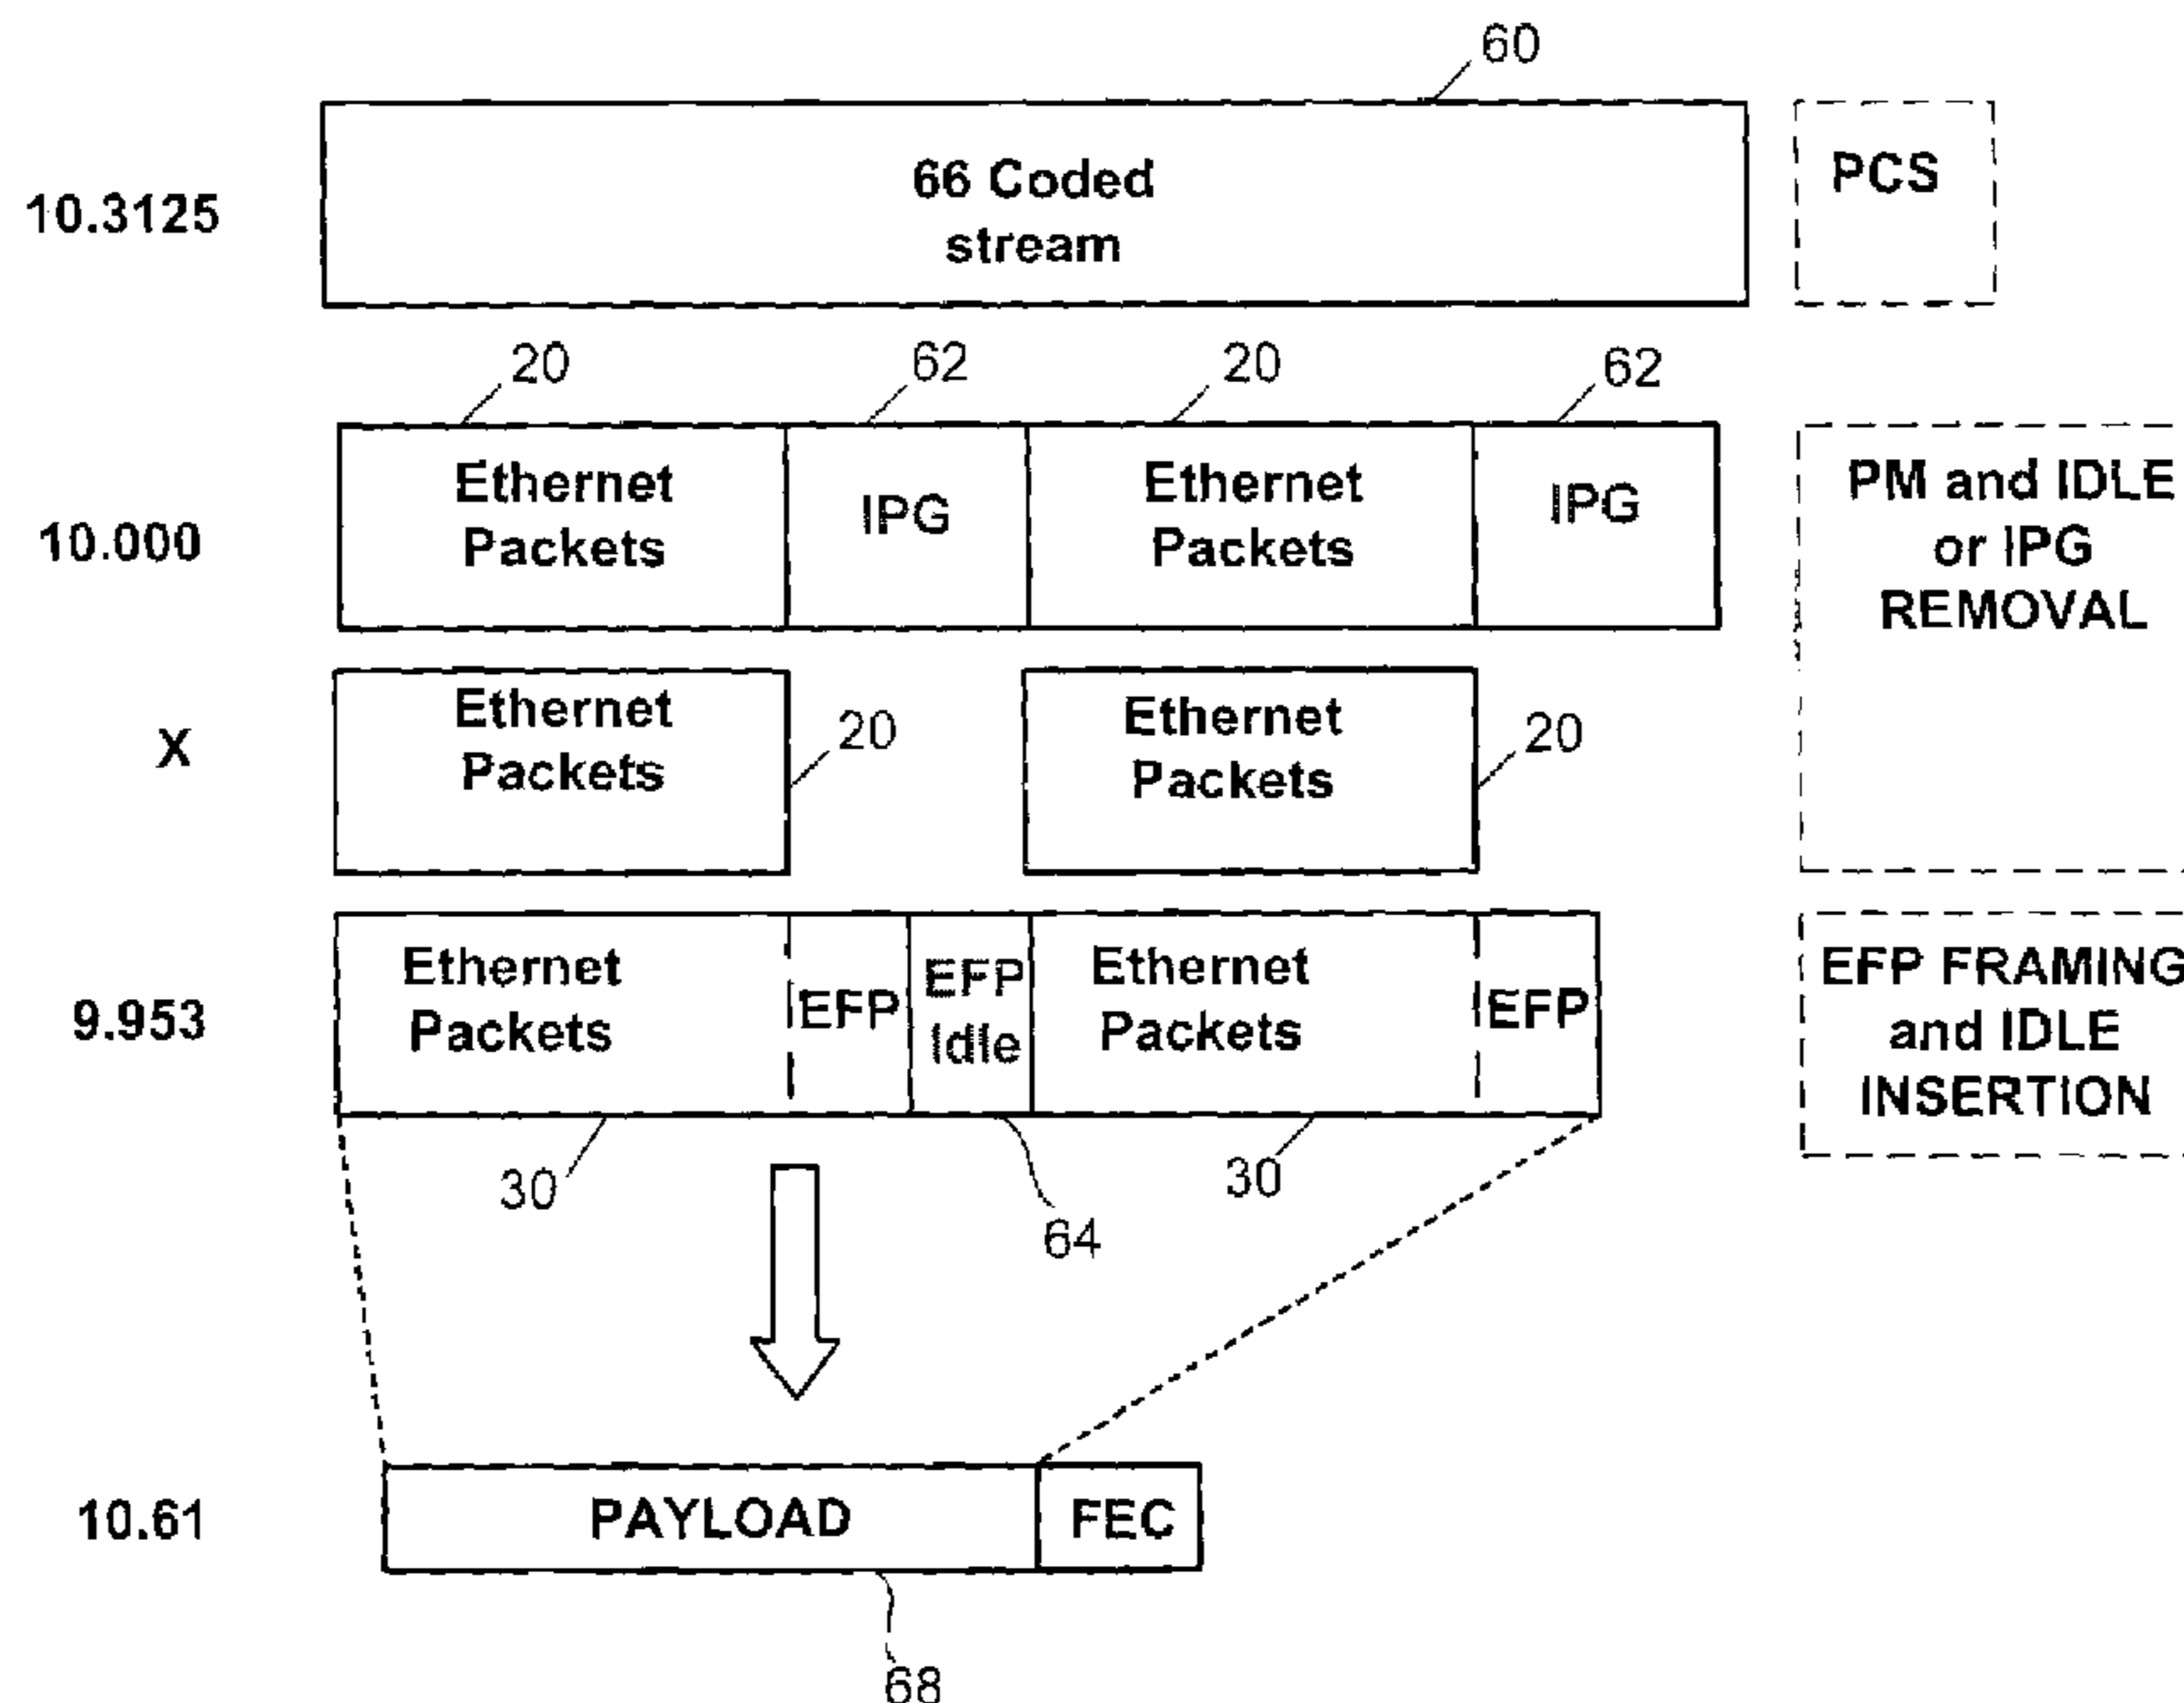 60
10.3125
66 Coded
stream
PCS
20
62
20
62
10.000
Ethernet
Packets
IPG
Ethernet
Packets
IPG
PM and IDLE
or IPG
REMOVAL
X
Ethernet
Packets
20
Ethernet
Packets
20
9.953
Ethernet
Packets
EFP
EFP
Idle
Ethernet
Packets
EFP
EFP FRAMING
and IDLE
INSERTION
30
64
30
10.61
PAYLOAD
FEC
68